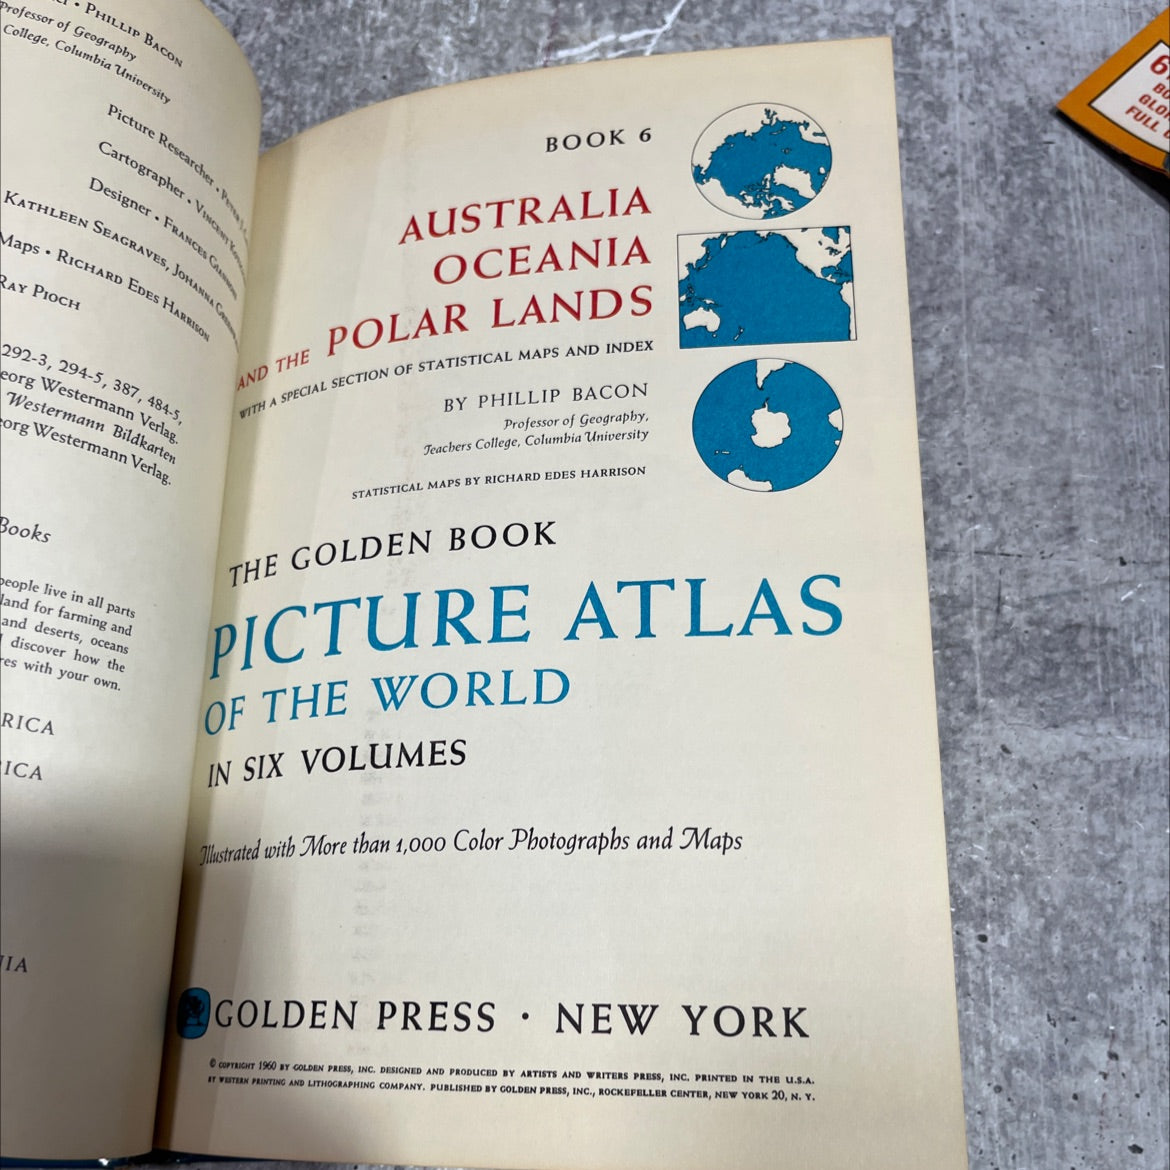 PHILLIP BACON
Professor of Geography
College, Columbia University
Picture Researcher •
Cartographer • VINCENT
Designer • FRANCES
KATHLEEN SEAGRAVES, JOHANNA
Maps • RICHARD EDES HARRISON
RAY PIOCH
292-3, 294-5, 387, 484-5,
Georg Westermann Verlag.
Westermann Bildkarten
Georg Westermann Verlag.
Books
people live in all parts
land for farming and
and deserts, oceans
discover how the
with your own.
BOOK 6
AUSTRALIA
OCEANIA
AND THE POLAR LANDS
WITH A SPECIAL SECTION OF STATISTICAL MAPS AND INDEX
BY PHILLIP BACON
Professor of Geography,
Teachers College, Columbia University
STATISTICAL MAPS BY RICHARD EDES HARRISON
THE GOLDEN BOOK
PICTURE ATLAS
OF THE WORLD
IN SIX VOLUMES
Illustrated with More than 1,000 Color Photographs and Maps
GOLDEN PRESS • NEW YORK
© COPYRIGHT 1960 BY GOLDEN PRESS, INC. DESIGNED AND PRODUCED BY ARTISTS AND WRITERS PRESS, INC. PRINTED IN THE U.S.A.
BY WESTERN PRINTING AND LITHOGRAPHING COMPANY. PUBLISHED BY GOLDEN PRESS, INC., ROCKEFELLER CENTER, NEW YORK 20, N. Y.
FULL